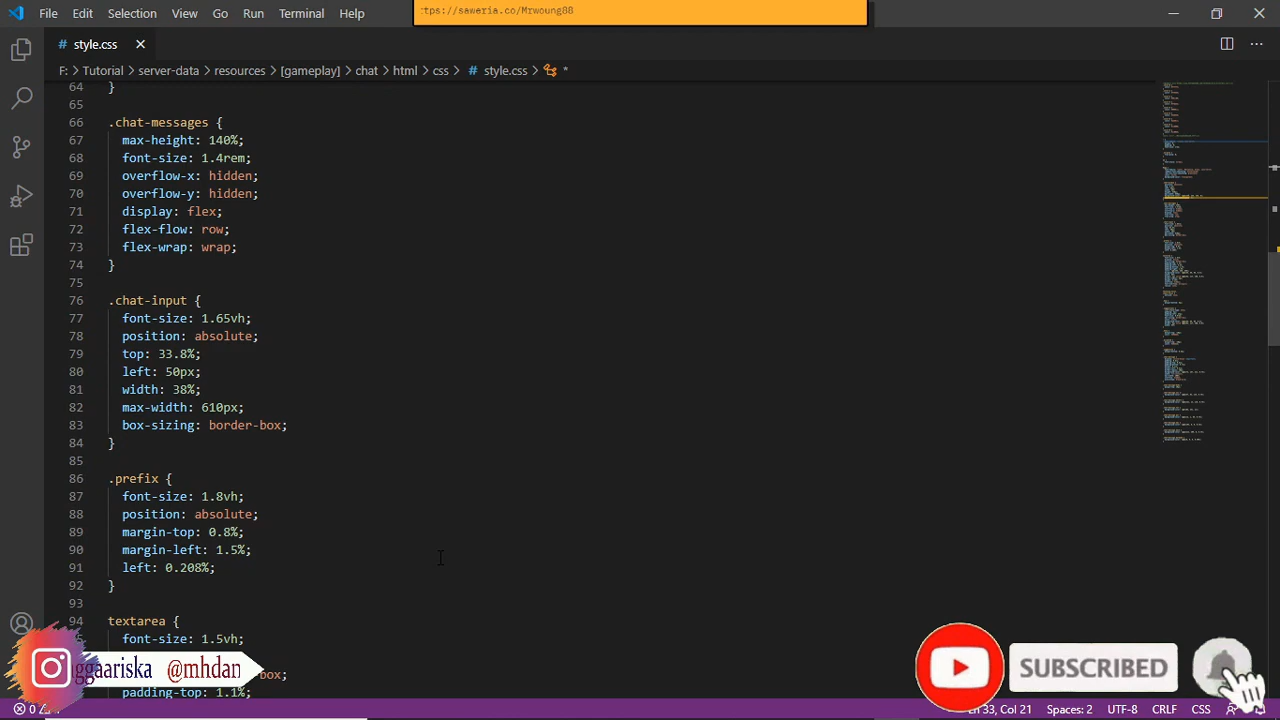 File Edit Selection View Go Run Terminal Help
ttps://saweria.co/Mrwoung88
# style.css
F: > Tutorial > server-data > resources > [gameplay] > chat > html > css > # style.css > *
64 }
65
66 .chat-messages {
67 max-height: 140%;
68 font-size: 1.4rem;
69 overflow-x: hidden;
70 overflow-y: hidden;
71 display: flex;
72 flex-flow: row;
73 flex-wrap: wrap;
74 }
75
76 .chat-input {
77 font-size: 1.65vh;
78 position: absolute;
79 top: 33.8%;
80 left: 50px;
81 width: 38%;
82 max-width: 610px;
83 box-sizing: border-box;
84 }
85
86 .prefix {
87 font-size: 1.8vh;
88 position: absolute;
89 margin-top: 0.8%;
90 margin-left: 1.5%;
91 left: 0.208%;
92 }
93
94 textarea {
font-size: 1.5vh;
box;
padding-top: 1.1%;
ggaariska @mhdan
SUBSCRIBED
0
Ln 33, Col 21 Spaces: 2 UTF-8 CRLF CSS